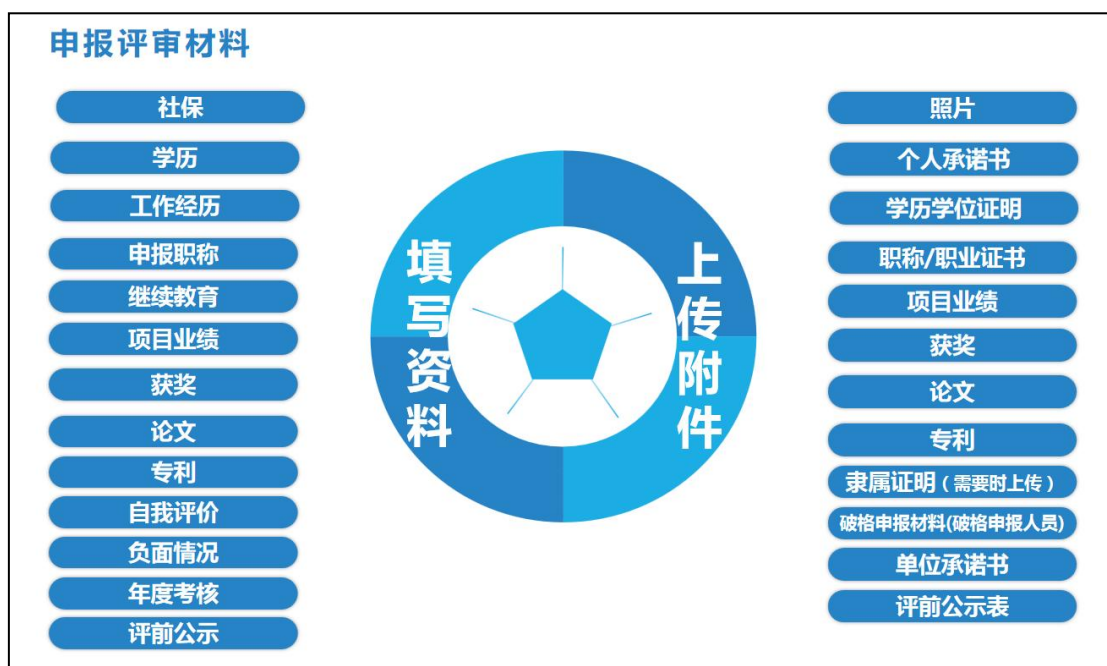 申报评审材料
社保
学历
工作经历
申报职称
继续教育
项目业绩
获奖
论文
专利
自我评价
负面情况
年度考核
评前公示
填写资料
上传附件
照片
个人承诺书
学历学位证明
职称/职业证书
项目业绩
获奖
论文
专利
隶属证明（需要时上传）
破格申报材料(破格申报人员)
单位承诺书
评前公示表